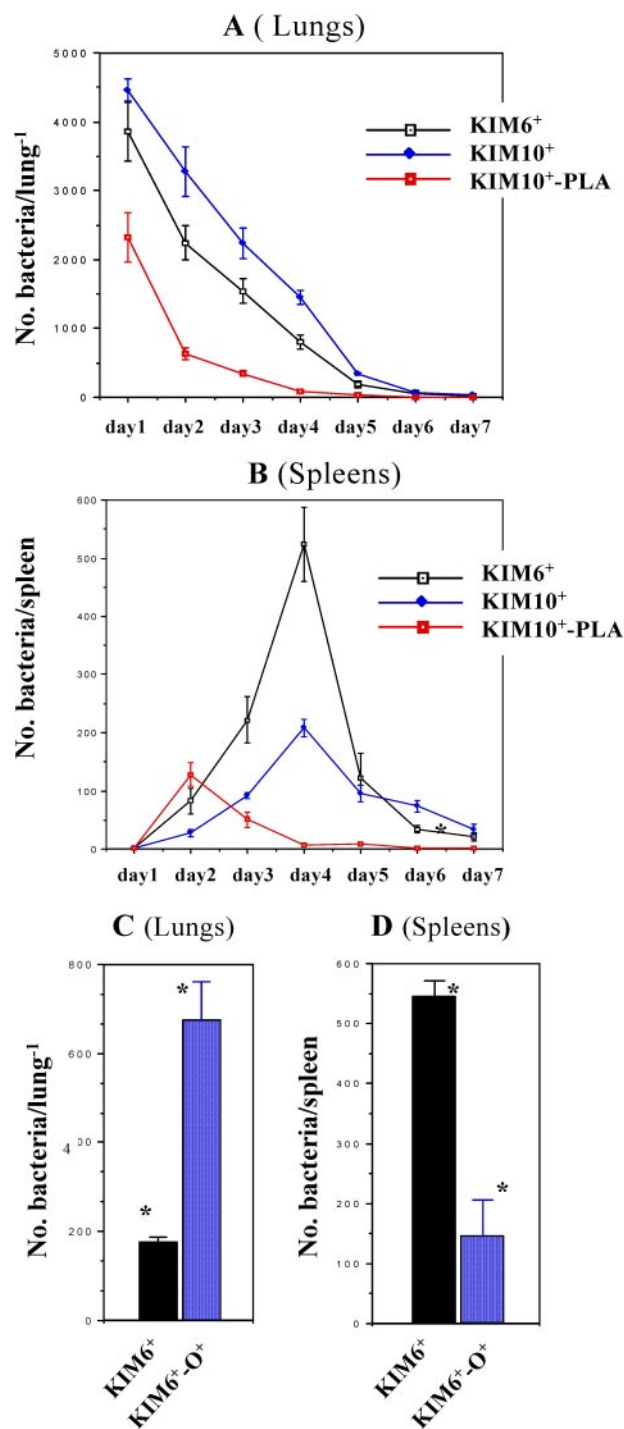 A ( Lungs)
No. bacteria/lung⁻¹
5000
4000
3000
2000
1000
0
KIM6⁺
KIM10⁺
KIM10⁺-PLA
day1 day2 day3 day4 day5 day6 day7
B (Spleens)
No. bacteria/spleen
600
500
400
300
200
100
0
KIM6⁺
KIM10⁺
KIM10⁺-PLA
*
day1 day2 day3 day4 day5 day6 day7
C (Lungs)
No. bacteria/lung⁻¹
800
600
400
200
0
*
*
KIM6⁺
KIM6⁺-O⁺
D (Spleens)
No. bacteria/spleen
600
500
400
300
200
100
0
*
*
KIM6⁺
KIM6⁺-O⁺